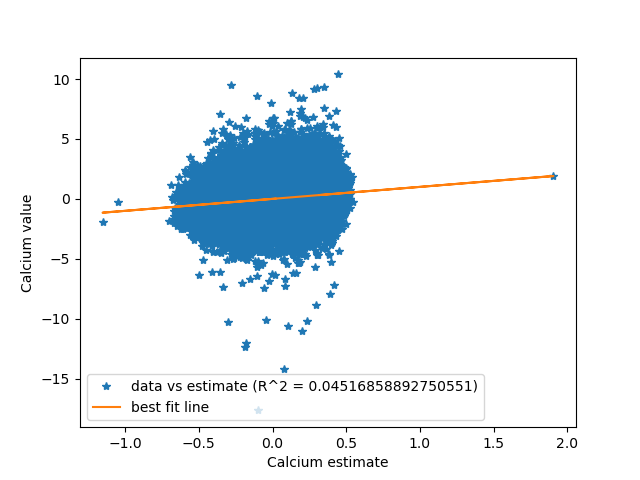 10
5
0
−5
−10
−15
Calcium value
data vs estimate (R^2 = 0.04516858892750551)
best fit line
−1.0 −0.5 0.0 0.5 1.0 1.5 2.0
Calcium estimate